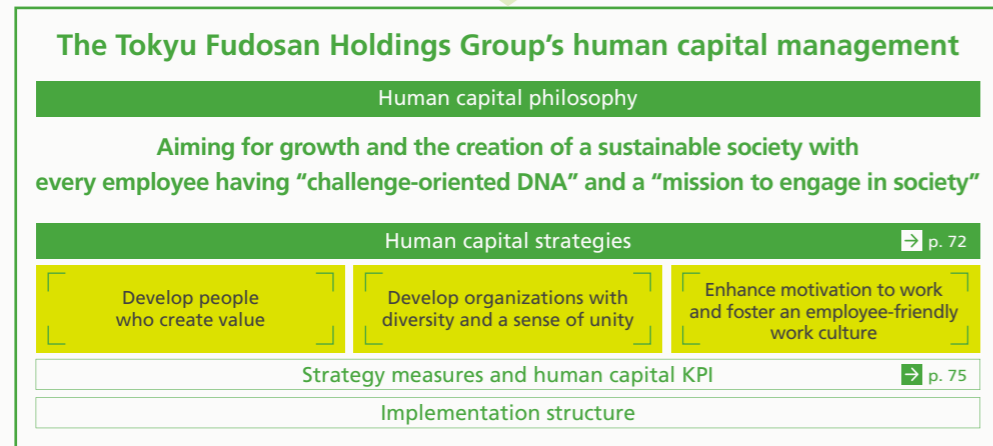 The Tokyu Fudosan Holdings Group’s human capital management
Human capital philosophy
Aiming for growth and the creation of a sustainable society with
every employee having “challenge-oriented DNA” and a “mission to engage in society”
Human capital strategies → p. 72
Develop people
who create value
Develop organizations with
diversity and a sense of unity
Enhance motivation to work
and foster an employee-friendly
work culture
Strategy measures and human capital KPI → p. 75
Implementation structure